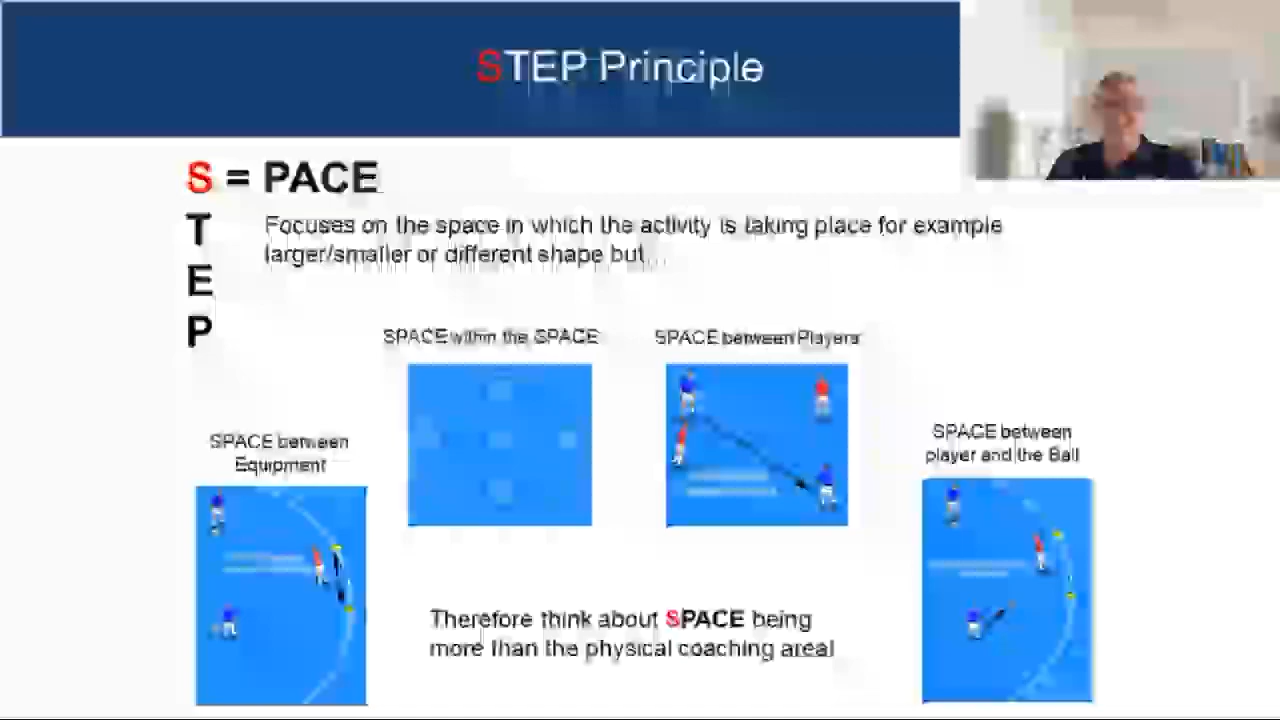 STEP Principle
S = PACE
T
E
P
Focuses on the space in which the activity is taking place for example
larger/smaller or different shape but...
SPACE within the SPACE
SPACE between Players
SPACE between
Equipment
SPACE between
player and the Ball
Therefore think about SPACE being
more than the physical coaching area!